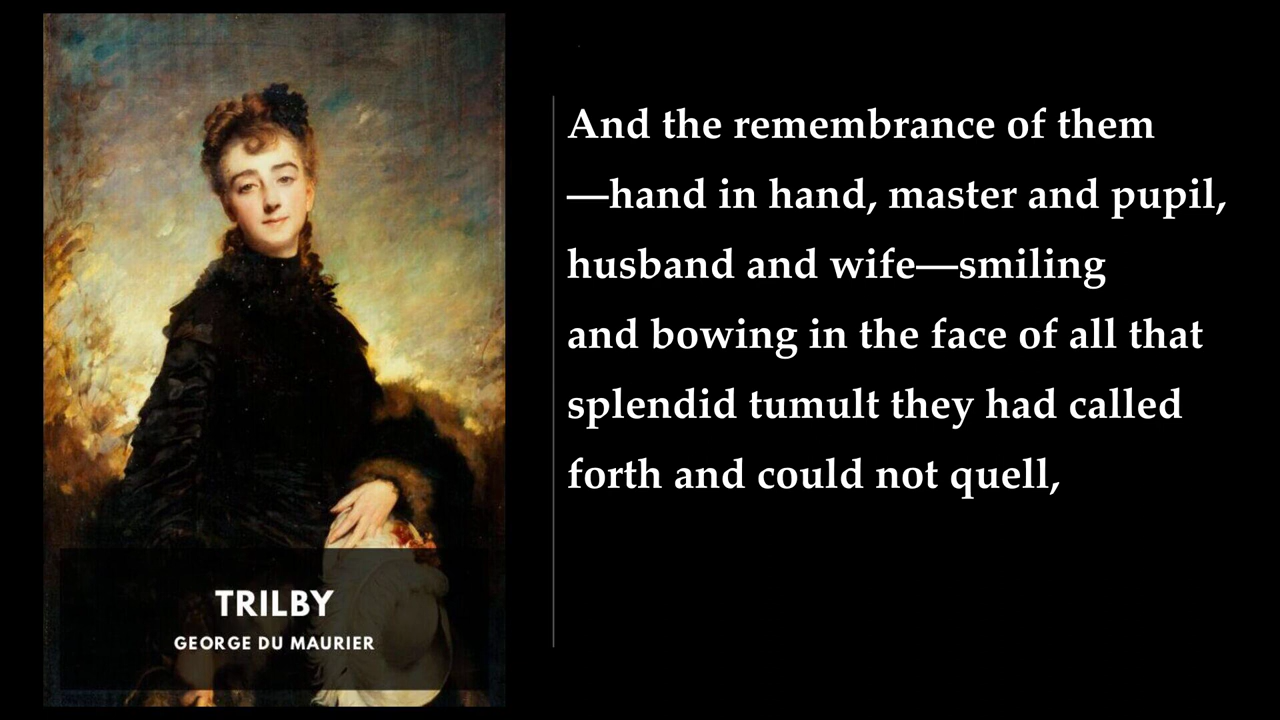 TRILBY
GEORGE DU MAURIER
And the remembrance of them
—hand in hand, master and pupil,
husband and wife—smiling
and bowing in the face of all that
splendid tumult they had called
forth and could not quell,